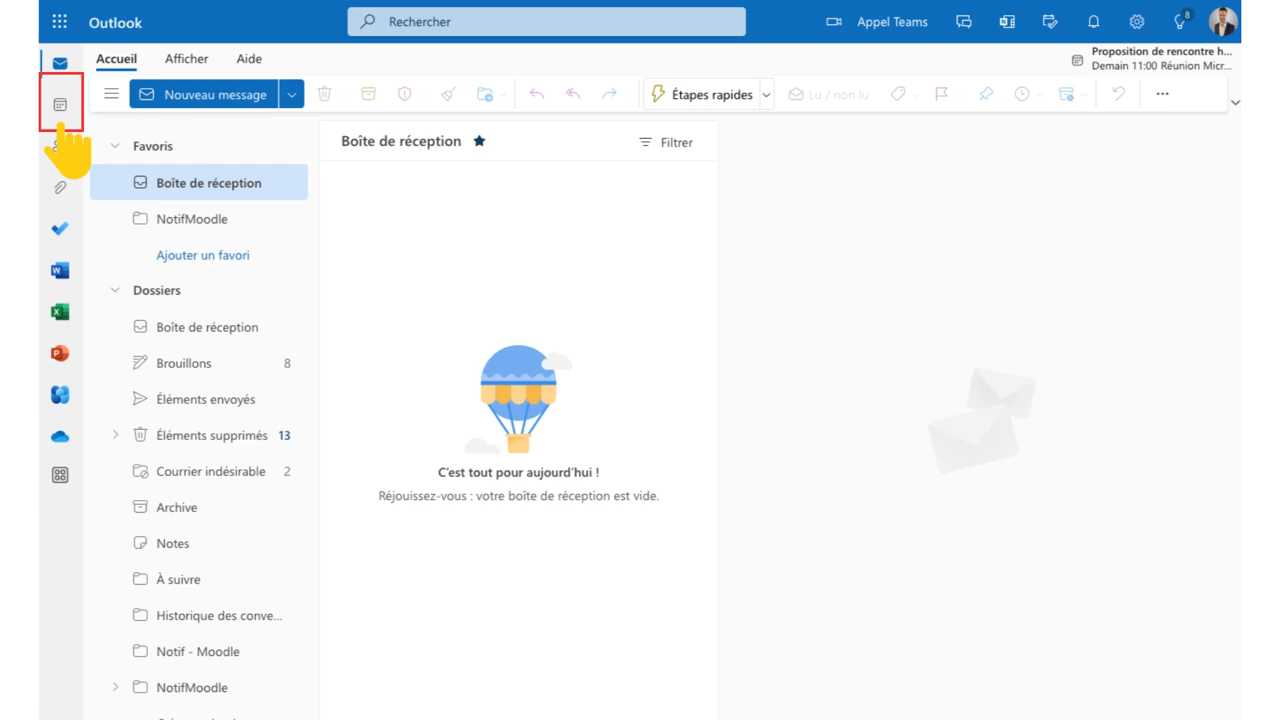 Outlook
Rechercher
Appel Teams
8
Accueil
Afficher
Aide
Proposition de rencontre h...
Demain 11:00 Réunion Micr...
Nouveau message
Étapes rapides
Lu / non lu
Favoris
Boîte de réception
NotifMoodle
Ajouter un favori
Dossiers
Boîte de réception
Brouillons 8
Éléments envoyés
Éléments supprimés 13
Courrier indésirable 2
Archive
Notes
À suivre
Historique des conve...
Notif - Moodle
NotifMoodle
Boîte de réception
Filtrer
C'est tout pour aujourd'hui !
Réjouissez-vous : votre boîte de réception est vide.